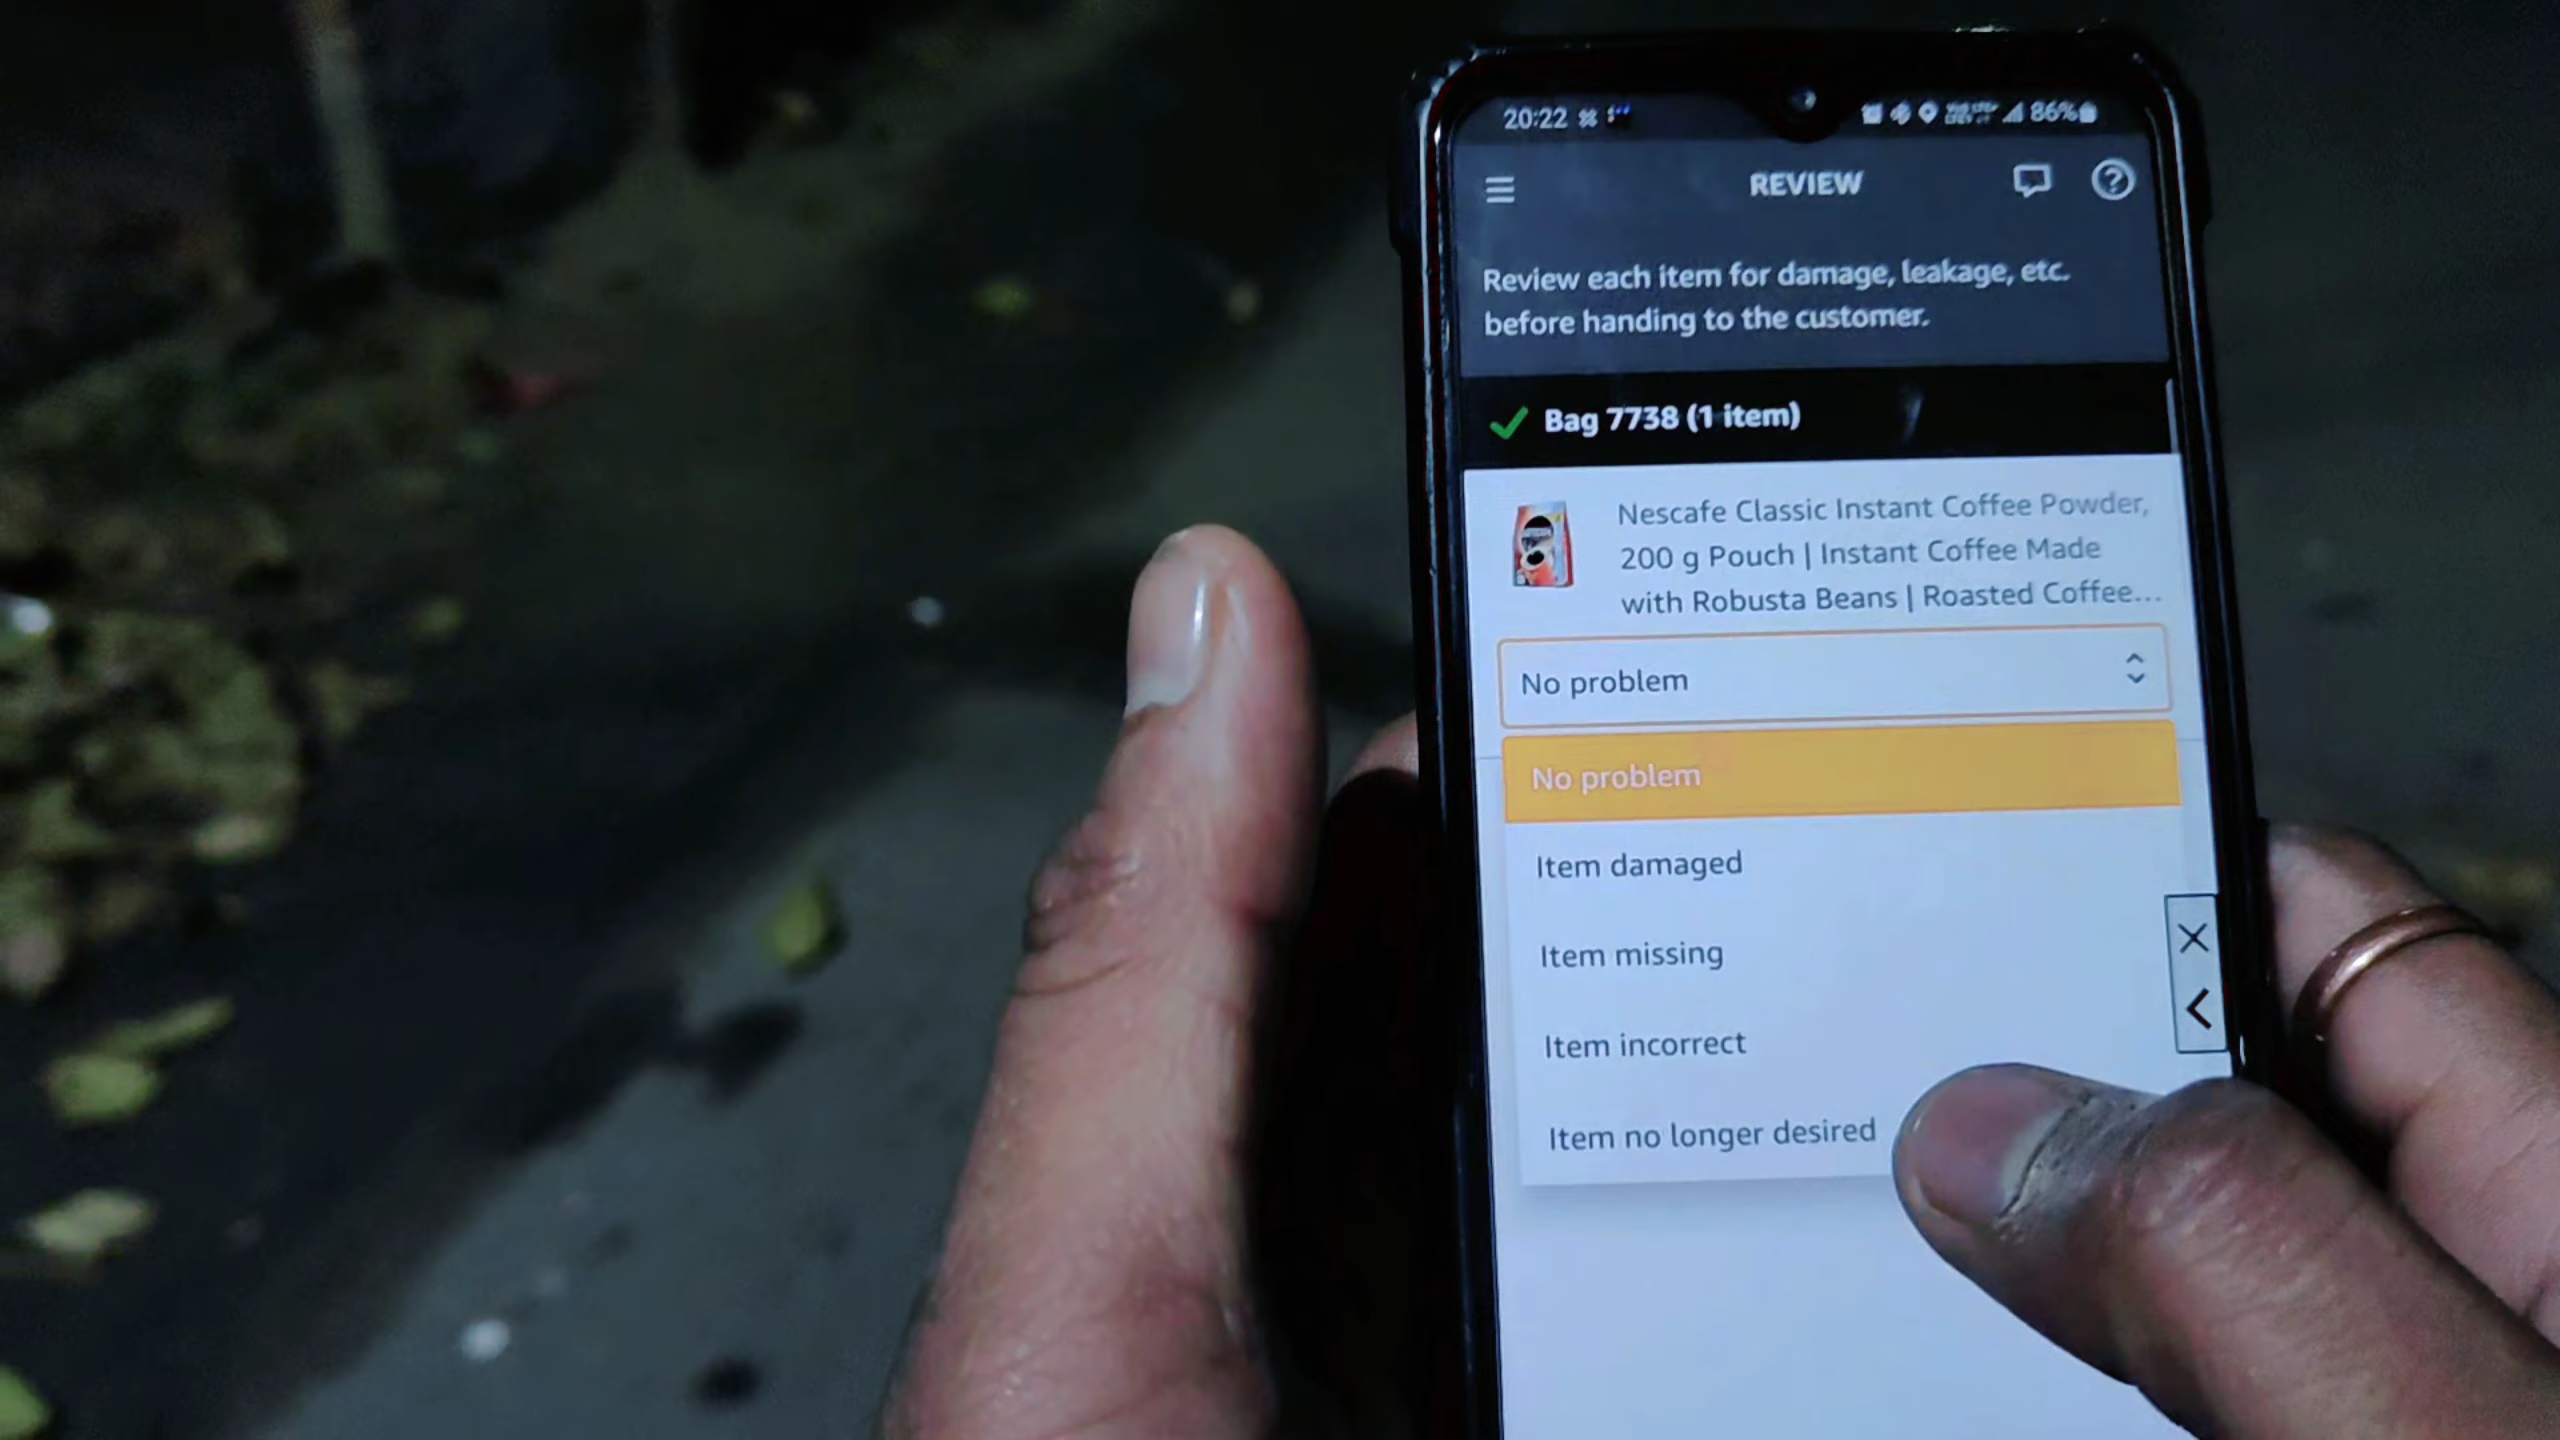 20:22 86%
REVIEW
Review each item for damage, leakage, etc.
before handing to the customer.
Bag 7738 (1 item)
Nescafe Classic Instant Coffee Powder,
200 g Pouch | Instant Coffee Made
with Robusta Beans | Roasted Coffee...
No problem
No problem
Item damaged
Item missing
Item incorrect
Item no longer desired